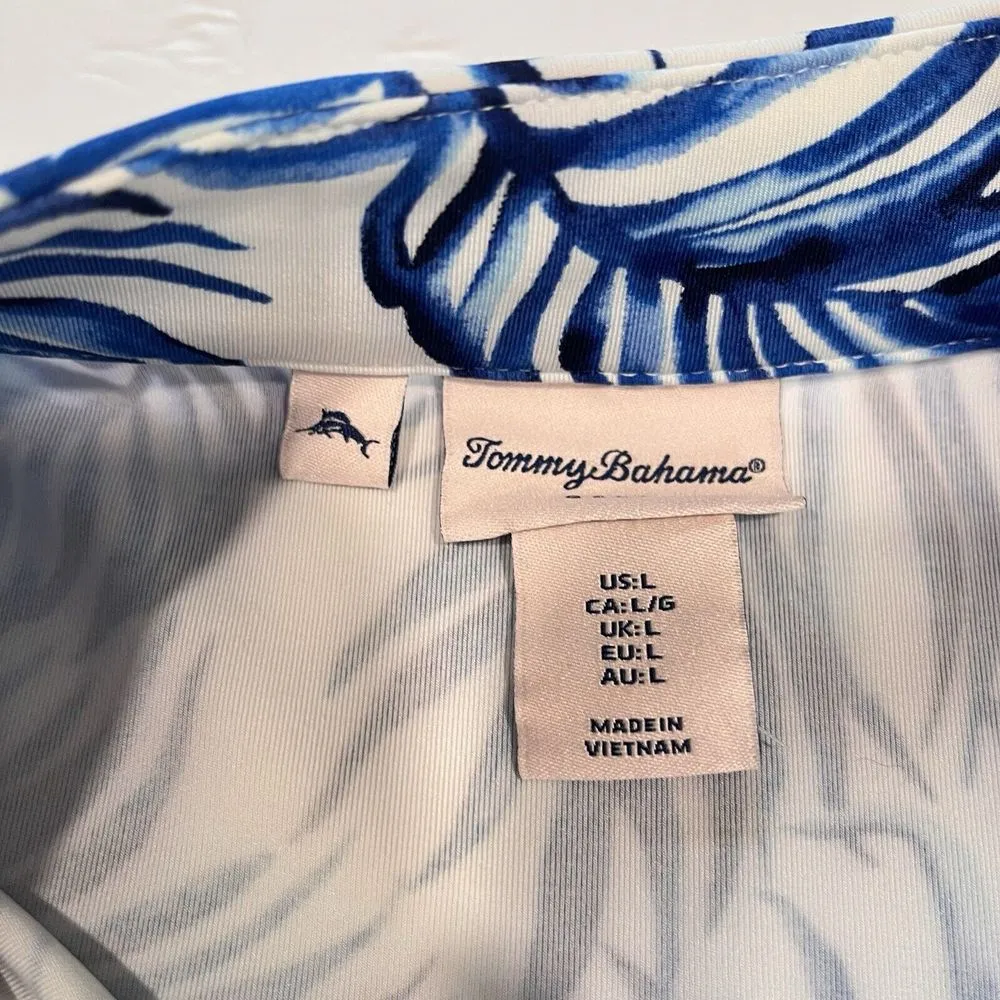 Tommy Bahama®
US:L
CA:L/G
UK:L
EU:L
AU:L
MADE IN
VIETNAM